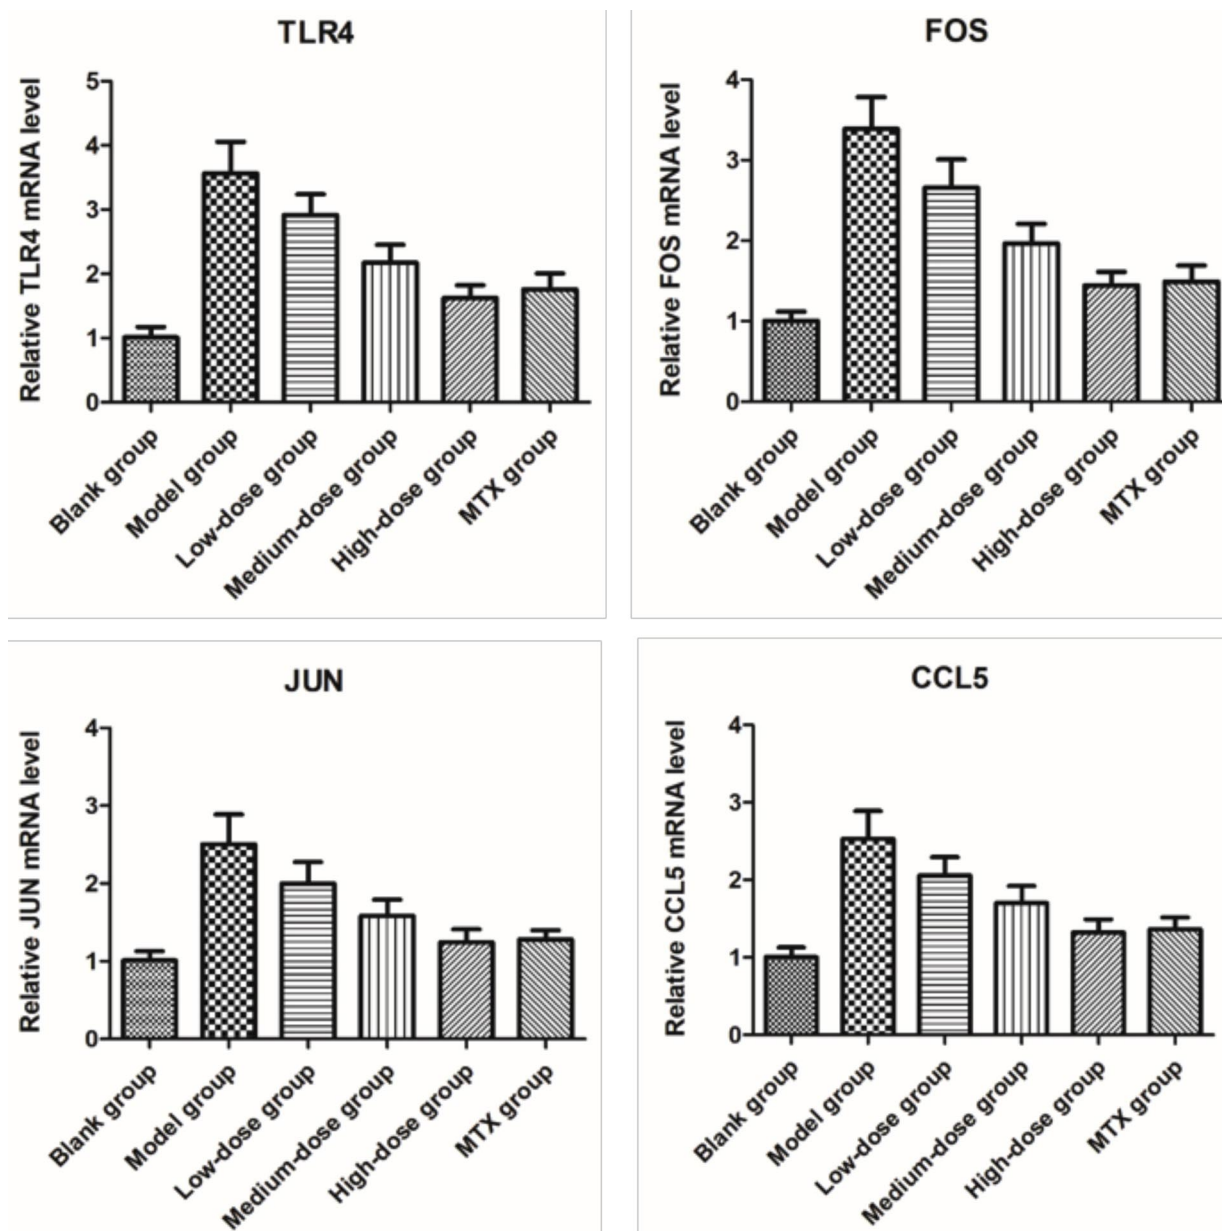 TLR4
Relative TLR4 mRNA level
5
4
3
2
1
0
Blank group
Model group
Low-dose group
Medium-dose group
High-dose group
MTX group
FOS
Relative FOS mRNA level
4
3
2
1
0
Blank group
Model group
Low-dose group
Medium-dose group
High-dose group
MTX group
JUN
Relative JUN mRNA level
4
3
2
1
0
Blank group
Model group
Low-dose group
Medium-dose group
High-dose group
MTX group
CCL5
Relative CCL5 mRNA level
4
3
2
1
0
Blank group
Model group
Low-dose group
Medium-dose group
High-dose group
MTX group